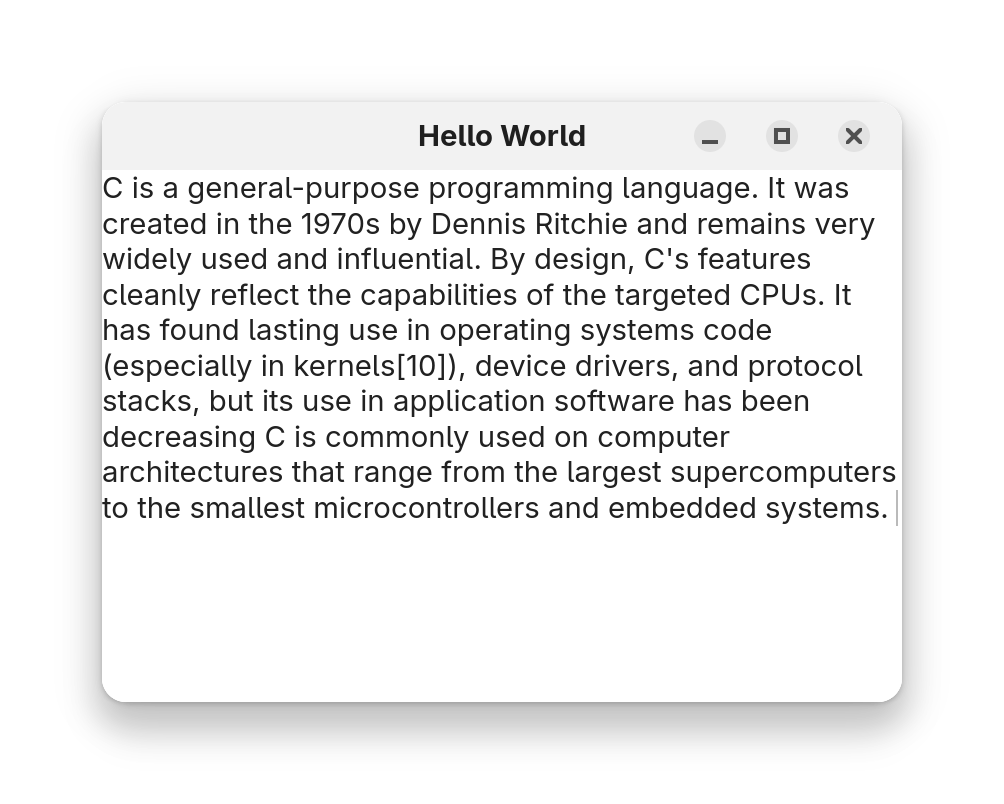 Hello World
C is a general-purpose programming language. It was
created in the 1970s by Dennis Ritchie and remains very
widely used and influential. By design, C's features
cleanly reflect the capabilities of the targeted CPUs. It
has found lasting use in operating systems code
(especially in kernels[10]), device drivers, and protocol
stacks, but its use in application software has been
decreasing C is commonly used on computer
architectures that range from the largest supercomputers
to the smallest microcontrollers and embedded systems.